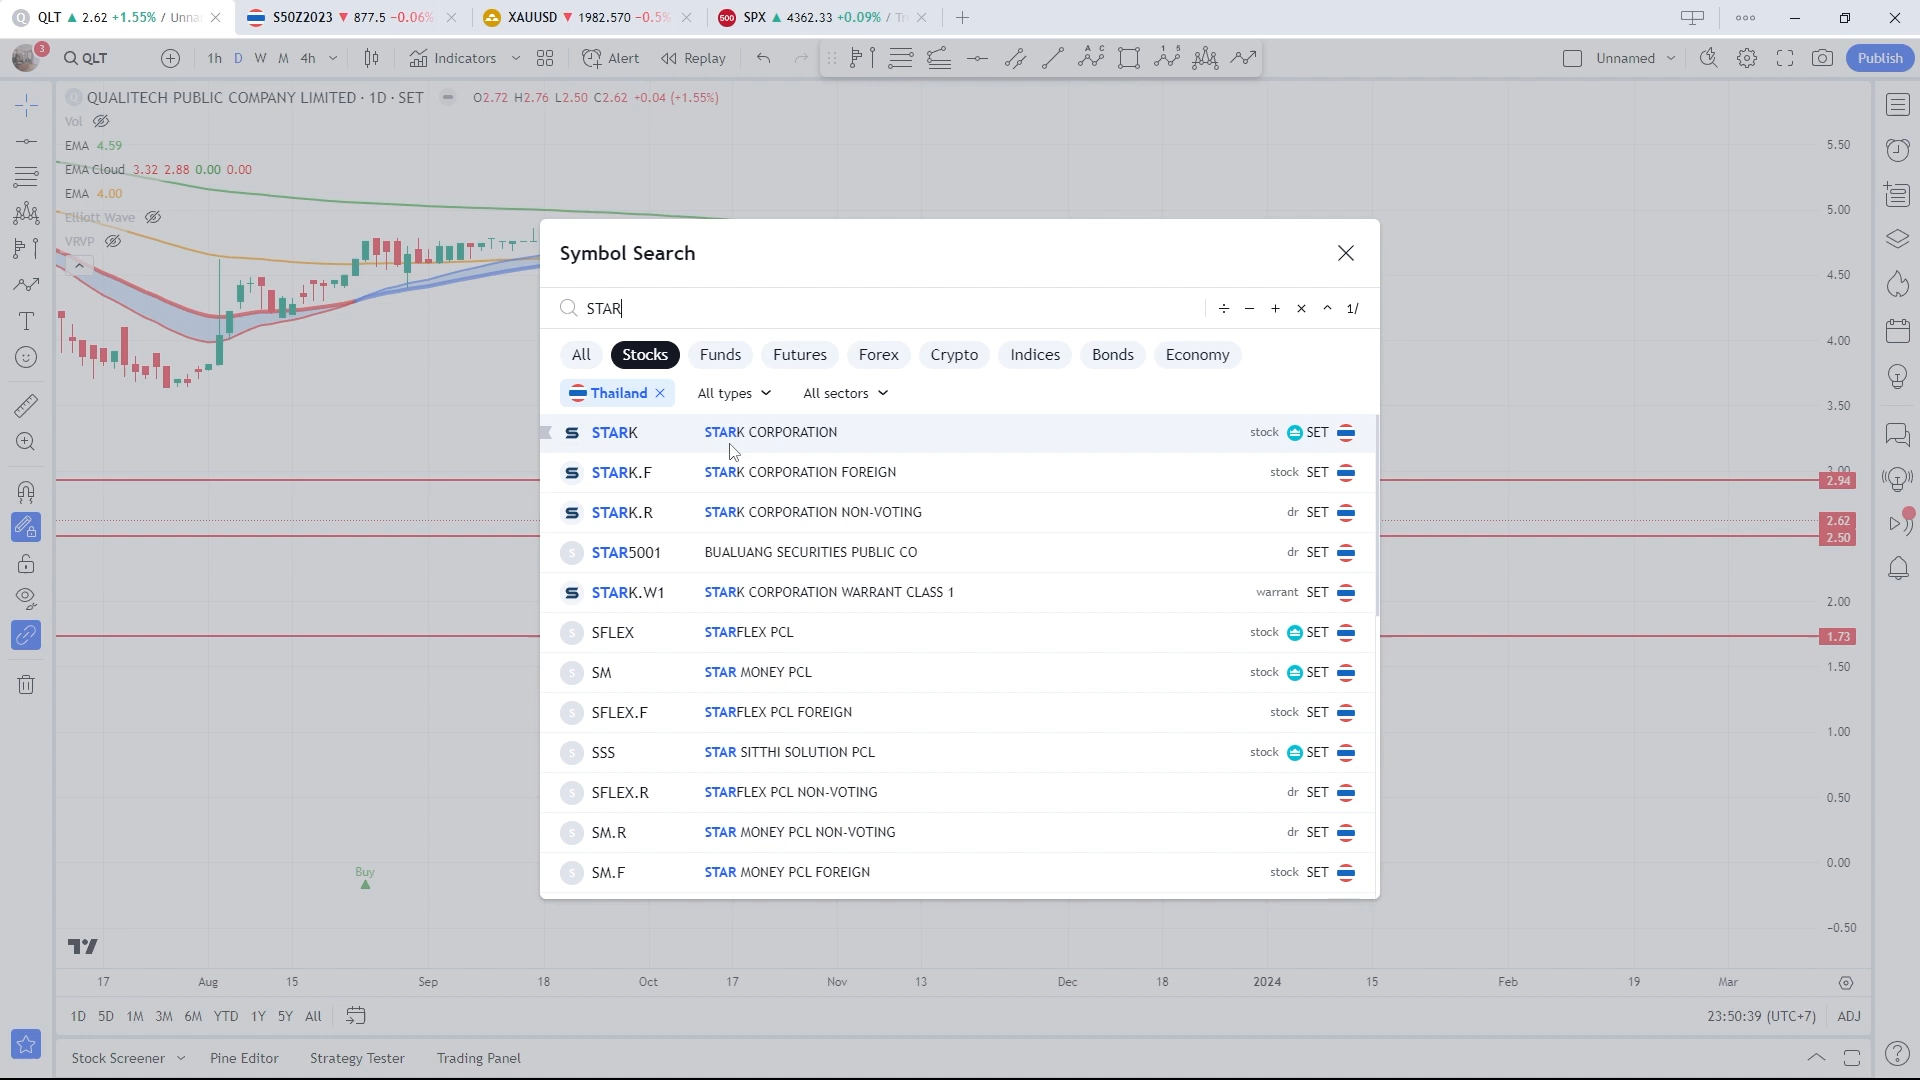 QLT ▲ 2.62 +1.55% / Unna
S50Z2023 ▼ 877.5 −0.06%
XAUUSD ▼ 1982.570 −0.5%
500 SPX ▲ 4362.33 +0.09% / Tr
3 QLT 1h D W M 4h Indicators Alert Replay Unnamed Publish
QUALITECH PUBLIC COMPANY LIMITED · 1D · SET O2.72 H2.76 L2.50 C2.62 +0.04 (+1.55%)
Vol
EMA 4.59
EMA Cloud 3.32 2.88 0.00 0.00
EMA 4.00
Elliott Wave
VRVP
Symbol Search
STAR ÷ − + × ^ 1/
All Stocks Funds Futures Forex Crypto Indices Bonds Economy
Thailand All types All sectors
STARK STARK CORPORATION stock SET
STARK.F STARK CORPORATION FOREIGN stock SET
STARK.R STARK CORPORATION NON-VOTING dr SET
S STAR5001 BUALUANG SECURITIES PUBLIC CO dr SET
STARK.W1 STARK CORPORATION WARRANT CLASS 1 warrant SET
S SFLEX STARFLEX PCL stock SET
S SM STAR MONEY PCL stock SET
S SFLEX.F STARFLEX PCL FOREIGN stock SET
S SSS STAR SITTHI SOLUTION PCL stock SET
S SFLEX.R STARFLEX PCL NON-VOTING dr SET
S SM.R STAR MONEY PCL NON-VOTING dr SET
S SM.F STAR MONEY PCL FOREIGN stock SET
5.50
5.00
4.50
4.00
3.50
3.00
2.94
2.62
2.50
2.00
1.73
1.50
1.00
0.50
0.00
−0.50
Buy
17 Aug 15 Sep 18 Oct 17 Nov 13 Dec 18 2024 15 Feb 19 Mar
1D 5D 1M 3M 6M YTD 1Y 5Y All 23:50:39 (UTC+7) ADJ
Stock Screener Pine Editor Strategy Tester Trading Panel